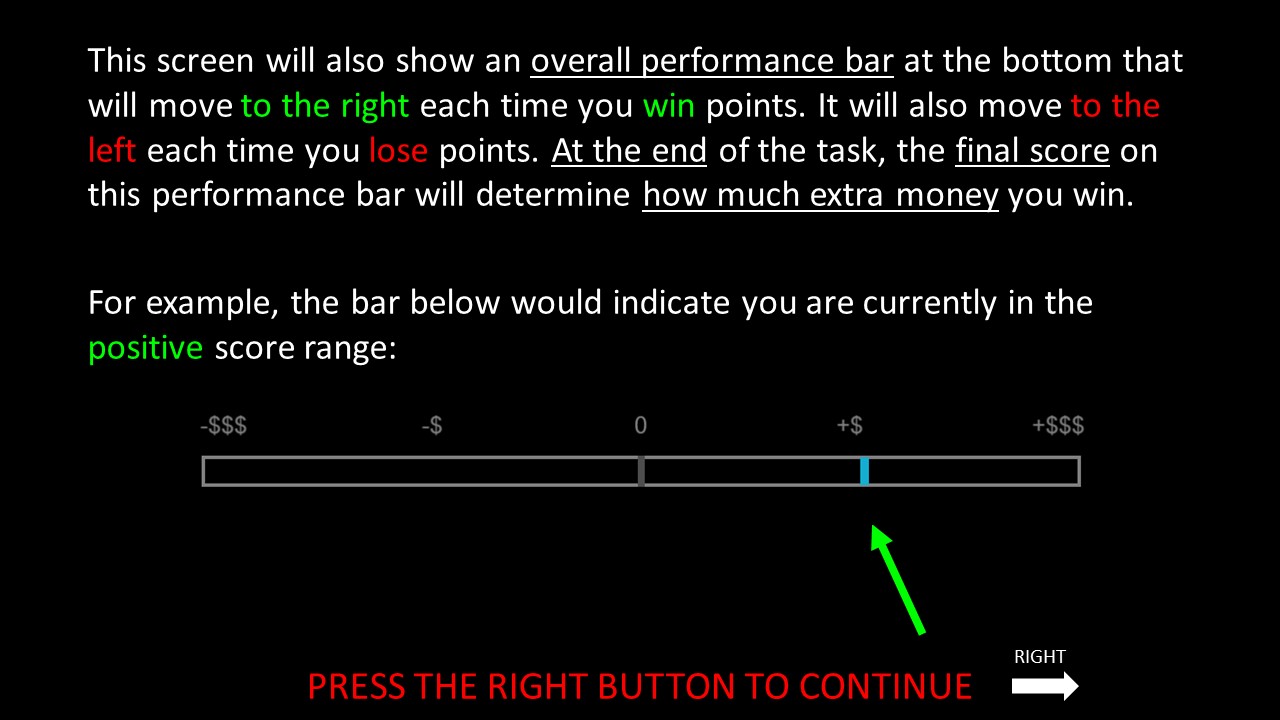 This screen will also show an overall performance bar at the bottom that
will move to the right each time you win points. It will also move to the
left each time you lose points. At the end of the task, the final score on
this performance bar will determine how much extra money you win.
For example, the bar below would indicate you are currently in the
positive score range:
-$$$ -$ 0 +$ +$$$
RIGHT
PRESS THE RIGHT BUTTON TO CONTINUE